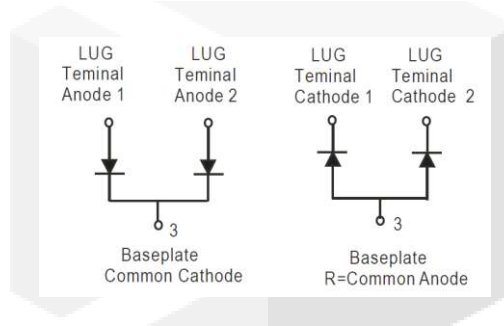 LUG
Teminal
Anode 1
LUG
Teminal
Anode 2
LUG
Teminal
Cathode 1
LUG
Teminal
Cathode 2
3
Baseplate
Common Cathode
3
Baseplate
R=Common Anode